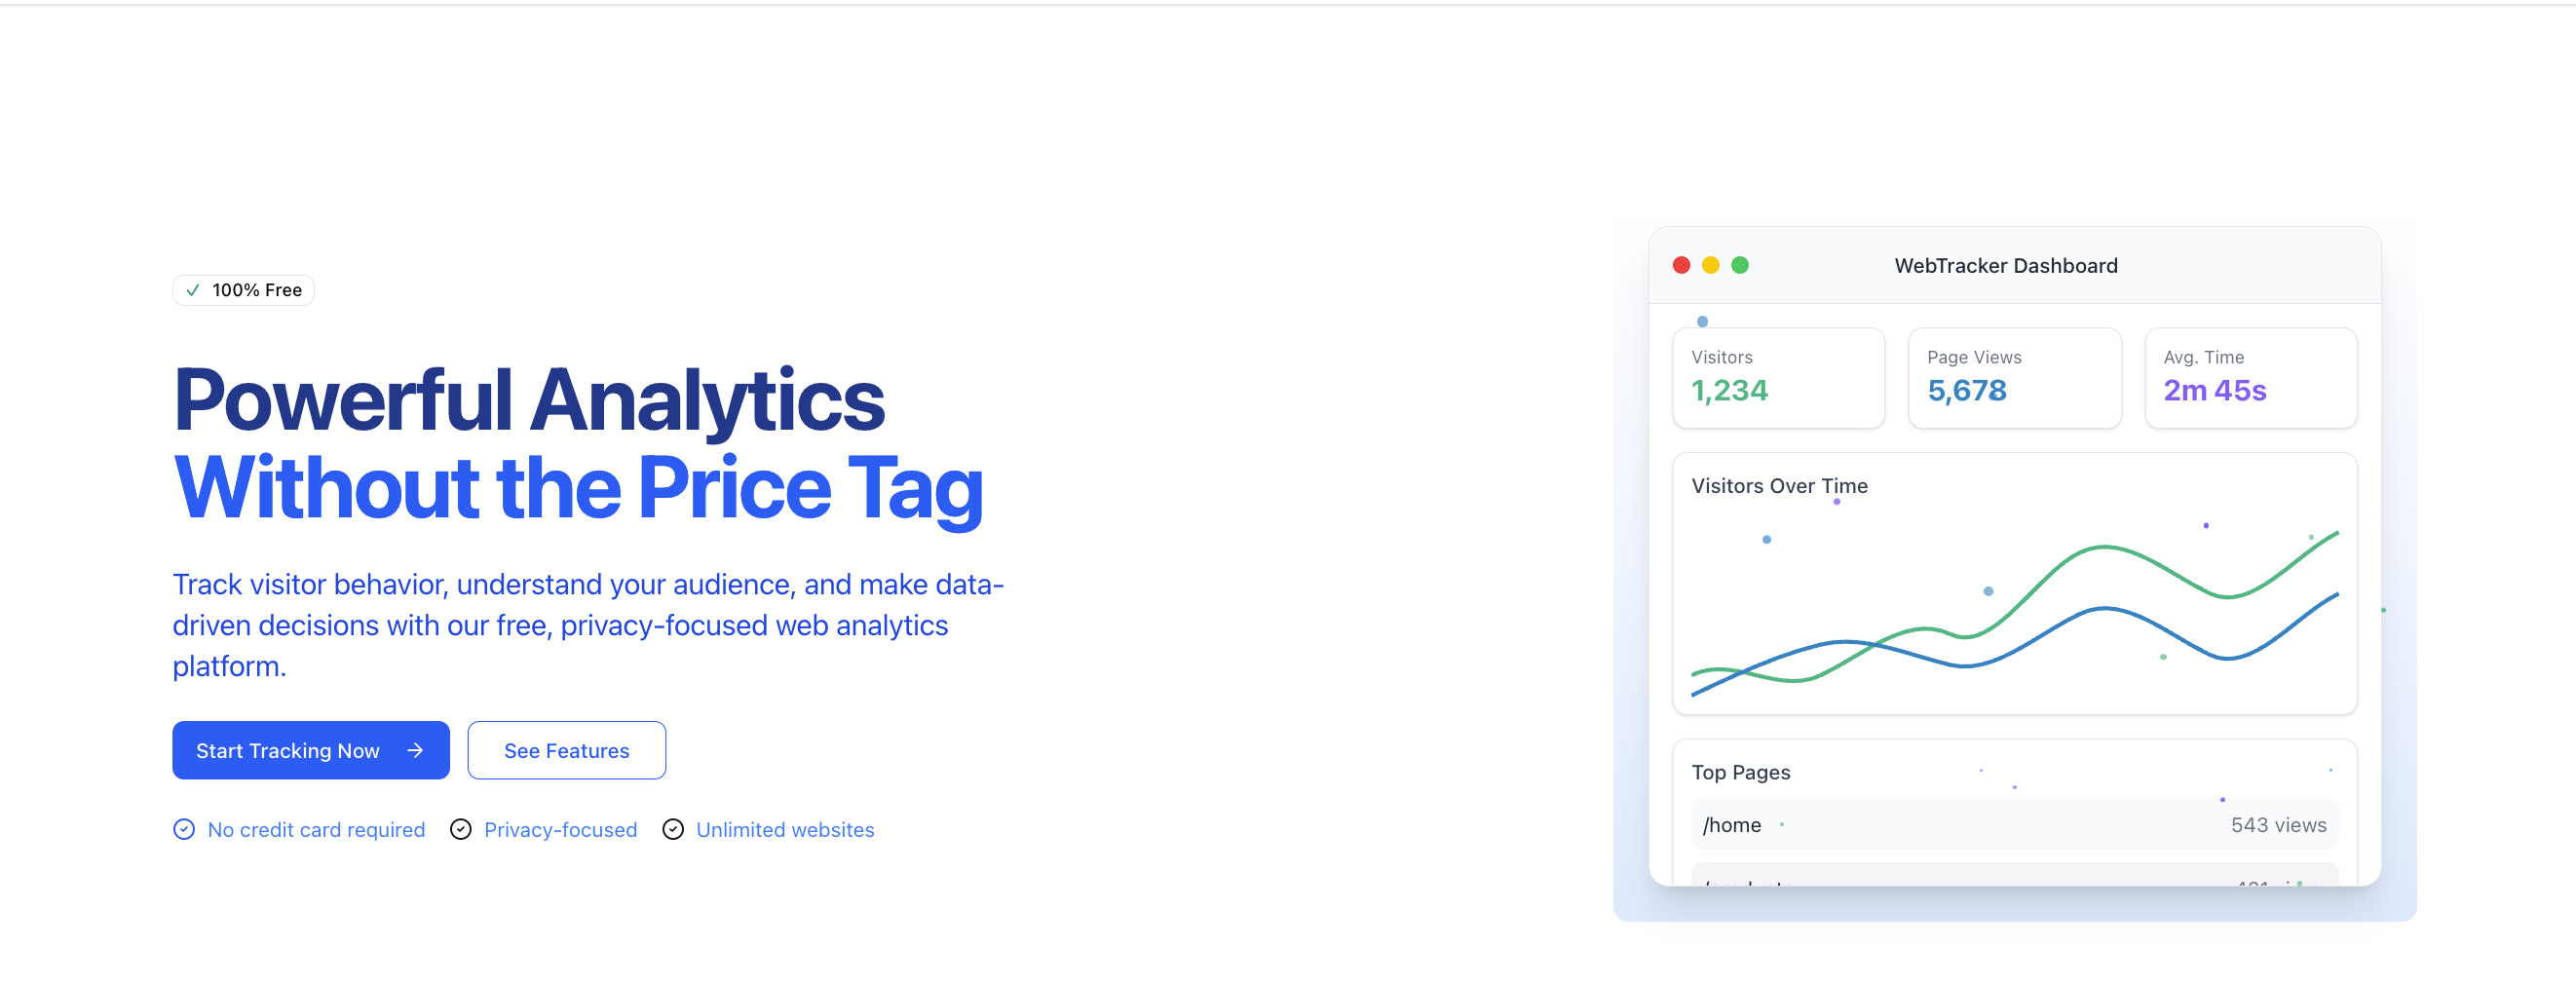 100% Free
Powerful Analytics
Without the Price Tag
Track visitor behavior, understand your audience, and make data-
driven decisions with our free, privacy-focused web analytics
platform.
Start Tracking Now
See Features
No credit card required
Privacy-focused
Unlimited websites
WebTracker Dashboard
Visitors
1,234
Page Views
5,678
Avg. Time
2m 45s
Visitors Over Time
Top Pages
/home
543 views